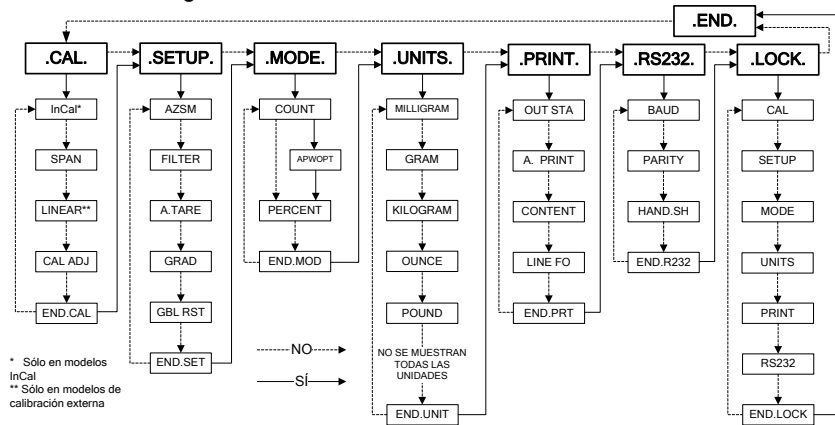 .END.
.CAL.
InCal*
SPAN
LINEAR**
CAL ADJ
END.CAL
* Sólo en modelos
InCal
** Sólo en modelos de
calibración externa
.SETUP.
AZSM
FILTER
A.TARE
GRAD
GBL RST
END.SET
.MODE.
COUNT
APWOPT
PERCENT
END.MOD
NO
SÍ
.UNITS.
MILLIGRAM
GRAM
KILOGRAM
OUNCE
POUND
NO SE MUESTRAN
TODAS LAS
UNIDADES
END.UNIT
.PRINT.
OUT STA
A. PRINT
CONTENT
LINE FO
END.PRT
.RS232.
BAUD
PARITY
HAND.SH
END.R232
.LOCK.
CAL
SETUP
MODE
UNITS
PRINT
RS232
END.LOCK